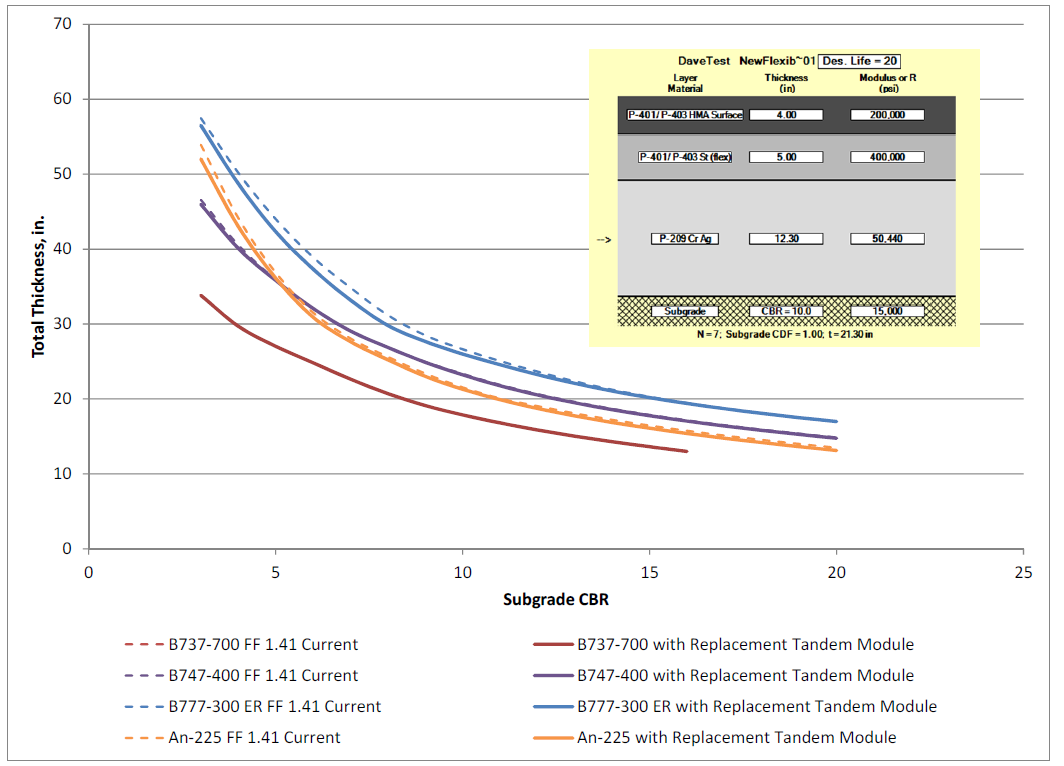 70
60
50
40
30
20
10
0
Total Thickness, in.
0 5 10 15 20 25
Subgrade CBR
DaveTest NewFlexib~01 Des. Life = 20
Layer Thickness Modulus or R
Material (in) (psi)
P-401/ P-403 HMA Surface 4.00 200,000
P-401/ P-403 St (flex) 5.00 400,000
--> P-209 Cr Ag 12.30 50,440
Subgrade CBR = 10.0 15,000
N = 7; Subgrade CDF = 1.00; t = 21.30 in
B737-700 FF 1.41 Current B737-700 with Replacement Tandem Module
B747-400 FF 1.41 Current B747-400 with Replacement Tandem Module
B777-300 ER FF 1.41 Current B777-300 ER with Replacement Tandem Module
An-225 FF 1.41 Current An-225 with Replacement Tandem Module